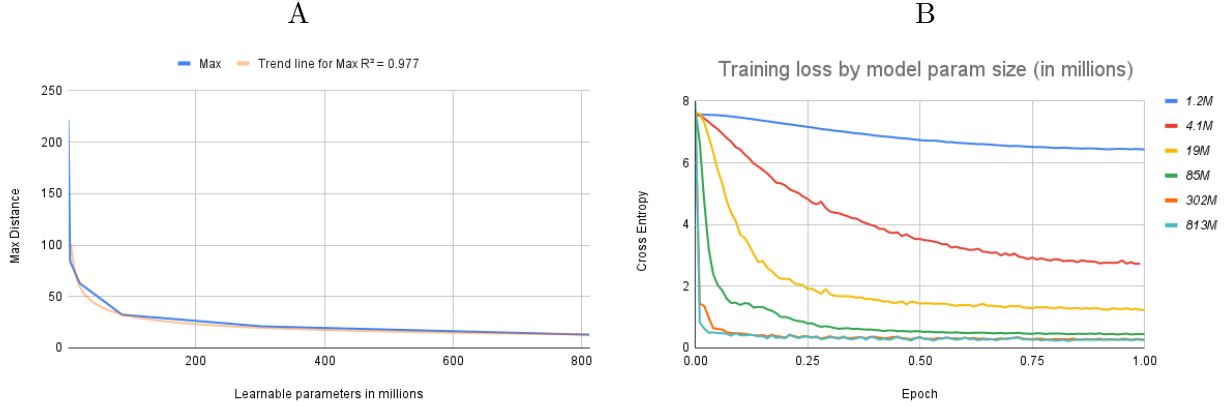 A
Max
Trend line for Max R² = 0.977
250
200
150
100
50
0
Max Distance
200
400
600
800
Learnable parameters in millions
B
Training loss by model param size (in millions)
8
6
4
2
0
Cross Entropy
0.00
0.25
0.50
0.75
1.00
Epoch
1.2M
4.1M
19M
85M
302M
813M